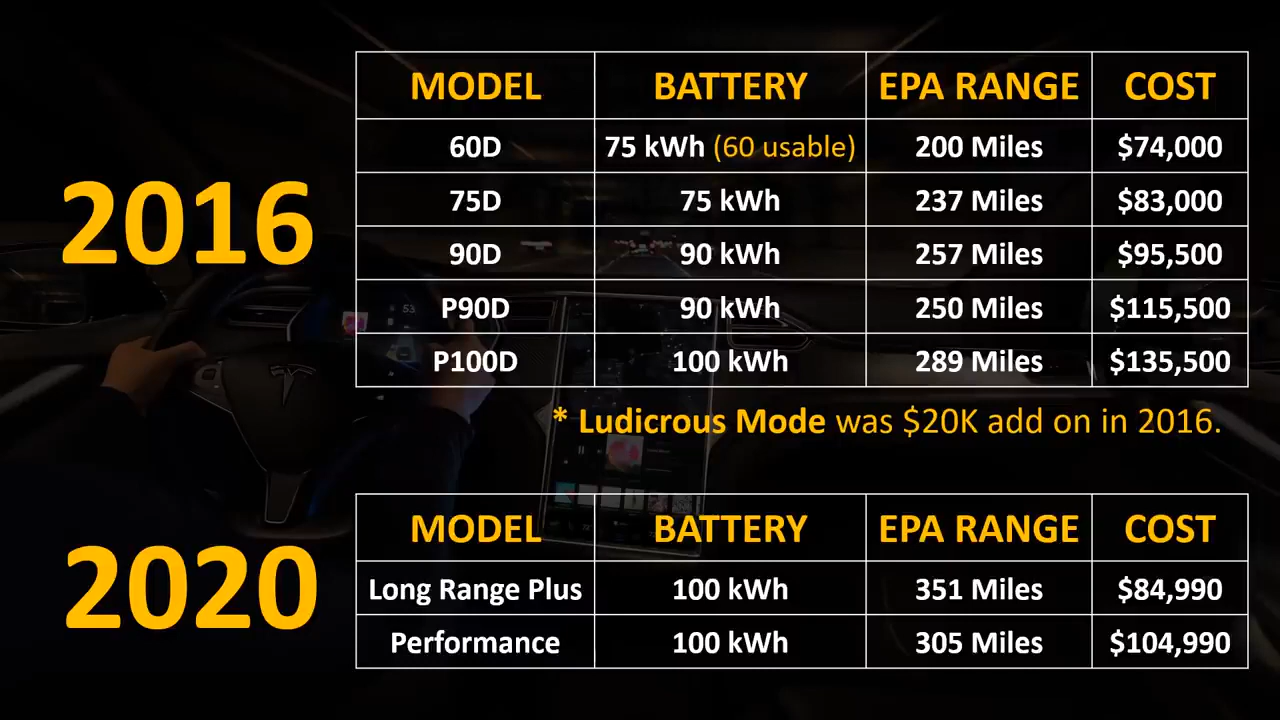 MODEL BATTERY EPA RANGE COST
60D 75 kWh (60 usable) 200 Miles $74,000
75D 75 kWh 237 Miles $83,000
2016
90D 90 kWh 257 Miles $95,500
P90D 90 kWh 250 Miles $115,500
P100D 100 kWh 289 Miles $135,500
* Ludicrous Mode was $20K add on in 2016.
MODEL BATTERY EPA RANGE COST
2020
Long Range Plus 100 kWh 351 Miles $84,990
Performance 100 kWh 305 Miles $104,990
53